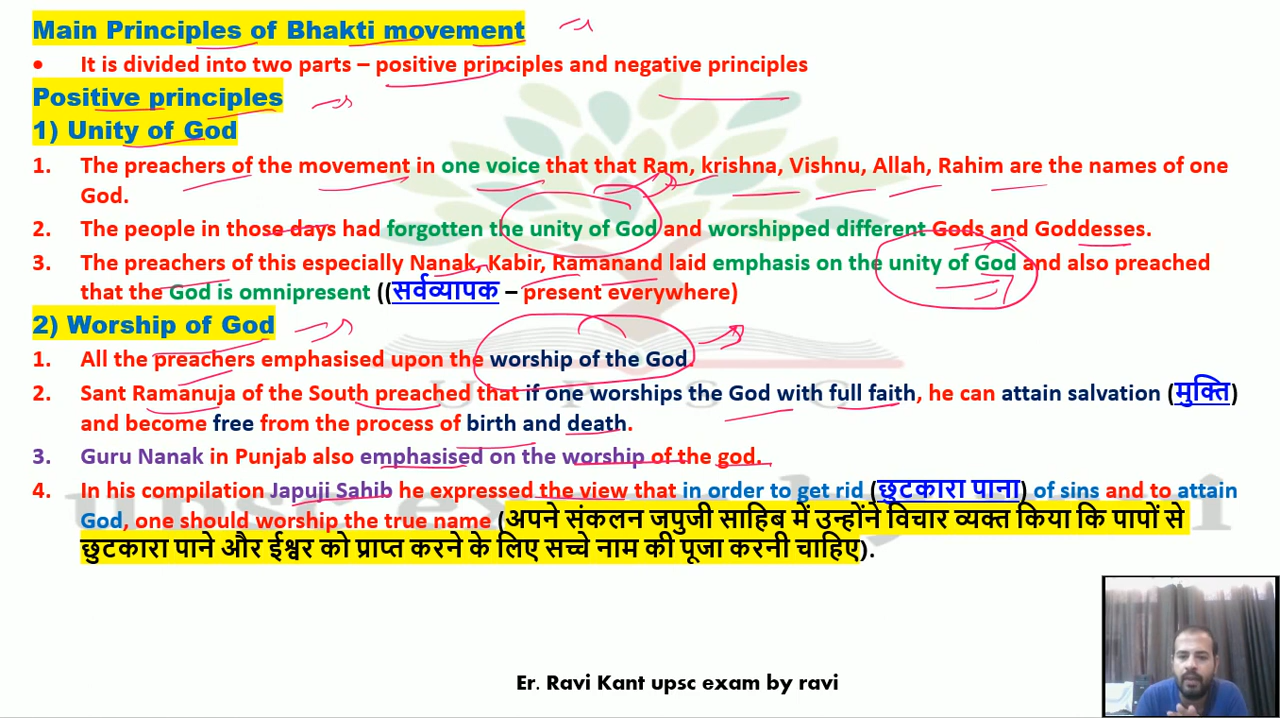 Main Principles of Bhakti movement
• It is divided into two parts – positive principles and negative principles
Positive principles
1) Unity of God
1. The preachers of the movement in one voice that that Ram, krishna, Vishnu, Allah, Rahim are the names of one
God.
2. The people in those days had forgotten the unity of God and worshipped different Gods and Goddesses.
3. The preachers of this especially Nanak, Kabir, Ramanand laid emphasis on the unity of God and also preached
that the God is omnipresent ((सर्वव्यापक – present everywhere)
2) Worship of God
1. All the preachers emphasised upon the worship of the God.
2. Sant Ramanuja of the South preached that if one worships the God with full faith, he can attain salvation (मुक्ति)
and become free from the process of birth and death.
3. Guru Nanak in Punjab also emphasised on the worship of the god.
4. In his compilation Japuji Sahib he expressed the view that in order to get rid (छुटकारा पाना) of sins and to attain
God, one should worship the true name (अपने संकलन जपुजी साहिब में उन्होंने विचार व्यक्त किया कि पापों से
छुटकारा पाने और ईश्वर को प्राप्त करने के लिए सच्चे नाम की पूजा करनी चाहिए).
U P S C
Er. Ravi Kant upsc exam by ravi